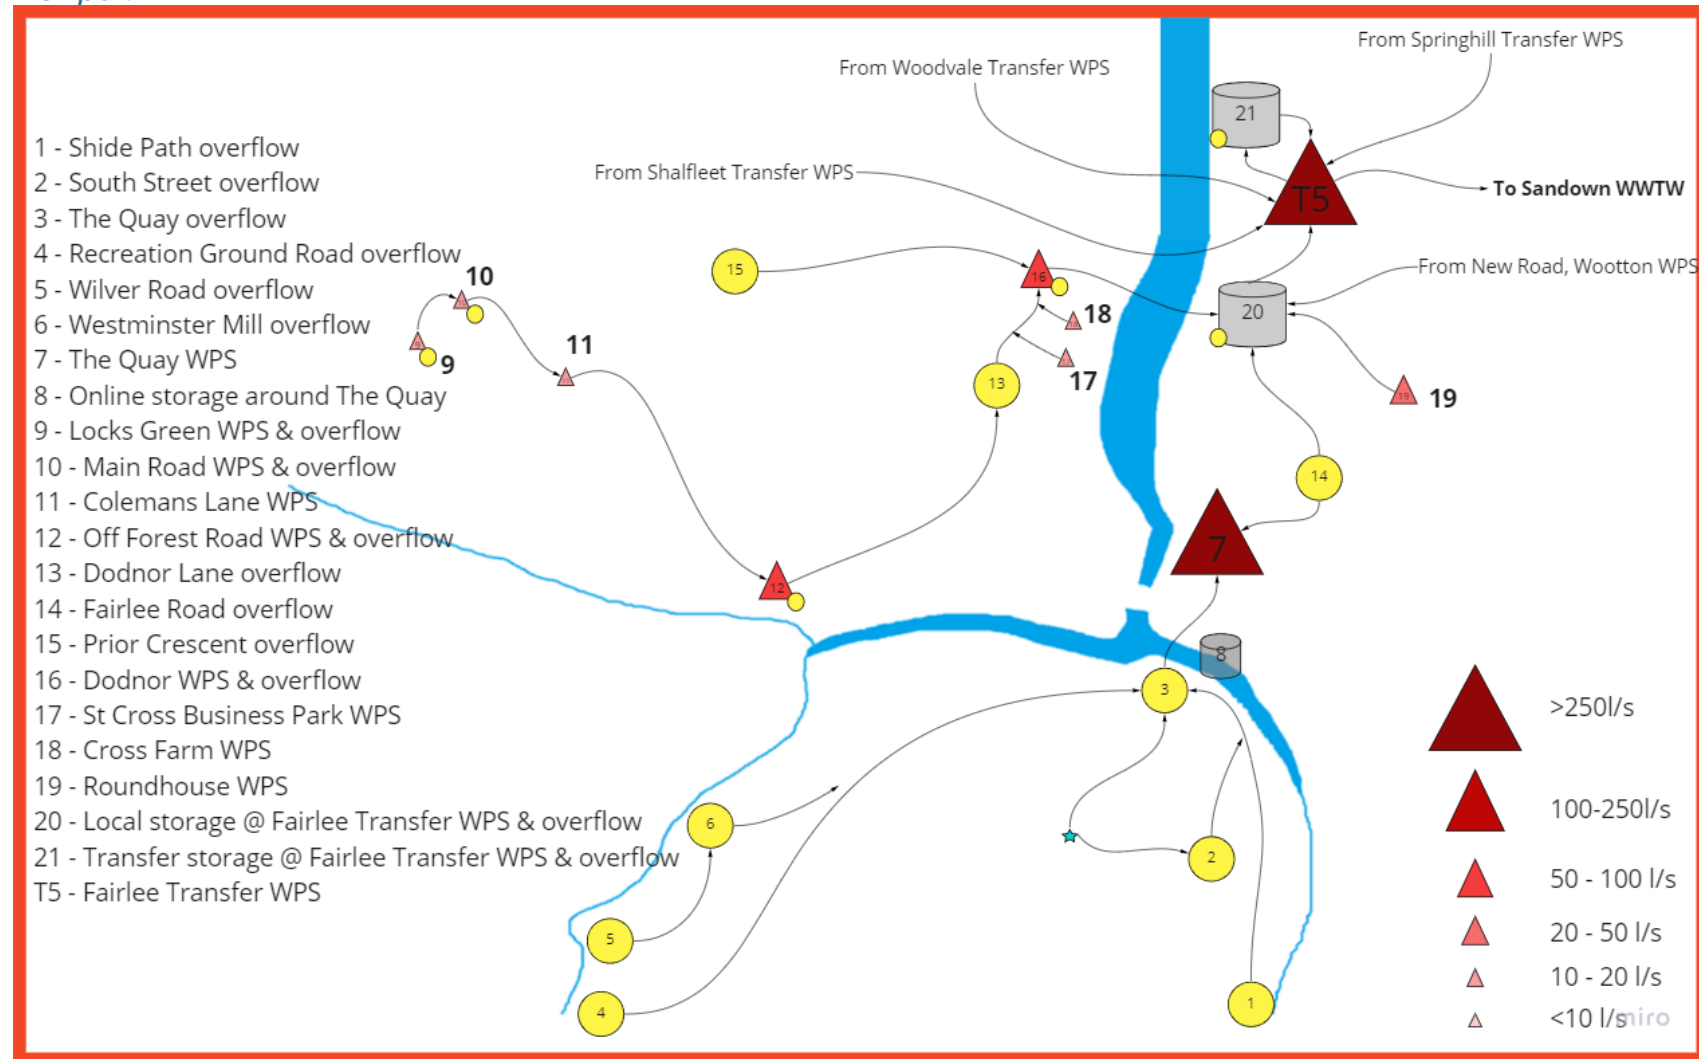 From Springhill Transfer WPS
From Woodvale Transfer WPS
21
1 - Shide Path overflow
2 - South Street overflow
3 - The Quay overflow
4 - Recreation Ground Road overflow
5 - Wilver Road overflow
6 - Westminster Mill overflow
7 - The Quay WPS
8 - Online storage around The Quay
9 - Locks Green WPS & overflow
10 - Main Road WPS & overflow
11 - Colemans Lane WPS
12 - Off Forest Road WPS & overflow
13 - Dodnor Lane overflow
14 - Fairlee Road overflow
15 - Prior Crescent overflow
16 - Dodnor WPS & overflow
17 - St Cross Business Park WPS
18 - Cross Farm WPS
19 - Roundhouse WPS
20 - Local storage @ Fairlee Transfer WPS & overflow
21 - Transfer storage @ Fairlee Transfer WPS & overflow
T5 - Fairlee Transfer WPS
From Shalfleet Transfer WPS
T5
To Sandown WWTW
15
16
From New Road, Wootton WPS
10
18
20
11
9
17
13
19
19
14
7
12
8
3
6
2
5
4
1
>250l/s
100-250l/s
50 - 100 l/s
20 - 50 l/s
10 - 20 l/s
<10 l/s
miro